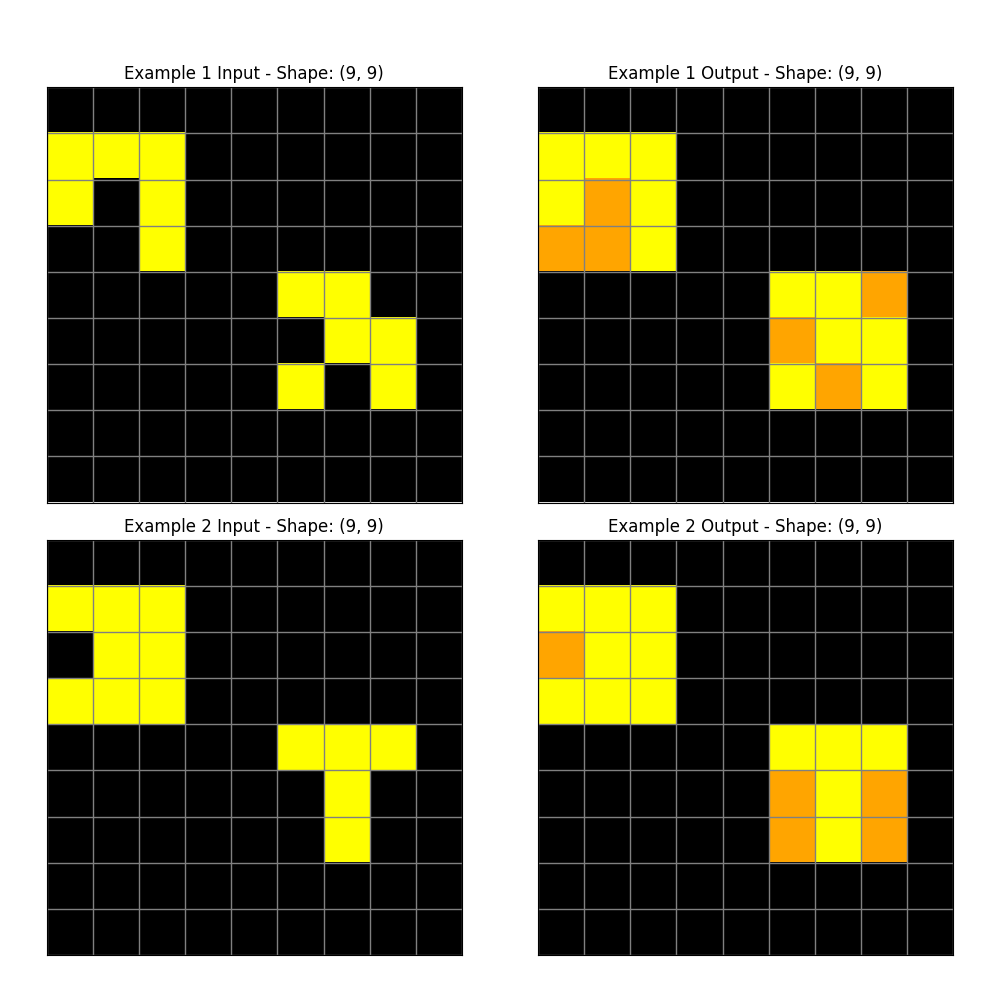 Example 1 Input - Shape: (9, 9)
Example 1 Output - Shape: (9, 9)
Example 2 Input - Shape: (9, 9)
Example 2 Output - Shape: (9, 9)